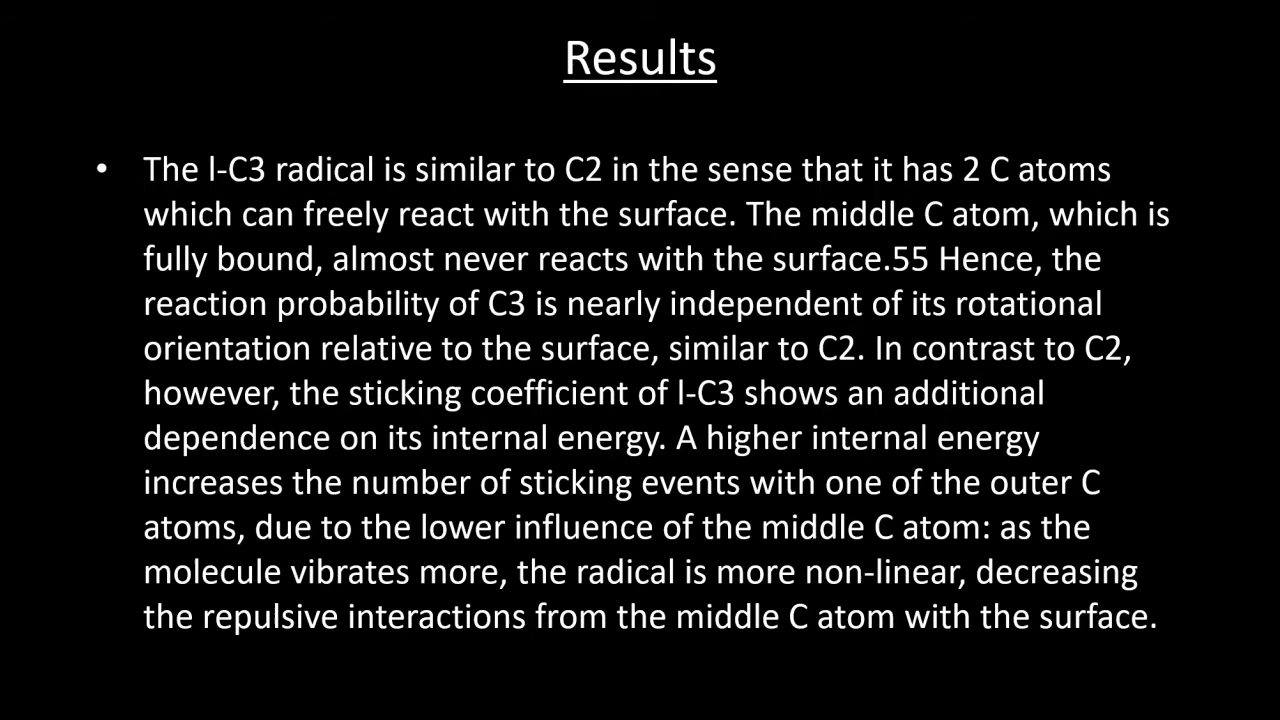 Results
• The l-C3 radical is similar to C2 in the sense that it has 2 C atoms
which can freely react with the surface. The middle C atom, which is
fully bound, almost never reacts with the surface.55 Hence, the
reaction probability of C3 is nearly independent of its rotational
orientation relative to the surface, similar to C2. In contrast to C2,
however, the sticking coefficient of l-C3 shows an additional
dependence on its internal energy. A higher internal energy
increases the number of sticking events with one of the outer C
atoms, due to the lower influence of the middle C atom: as the
molecule vibrates more, the radical is more non-linear, decreasing
the repulsive interactions from the middle C atom with the surface.